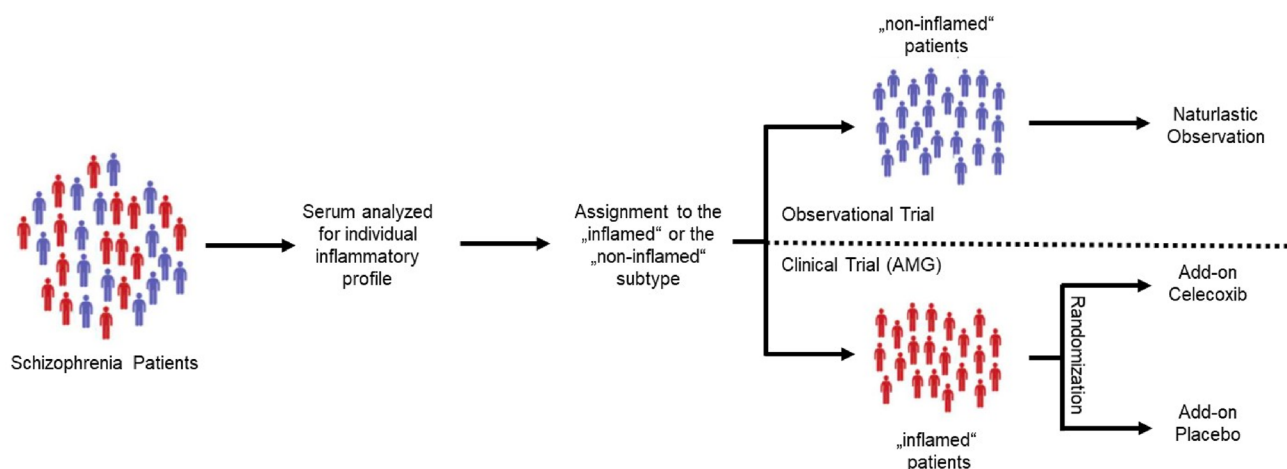 Schizophrenia Patients
Serum analyzed
for individual
inflammatory
profile
Assignment to the
„inflamed“ or the
„non-inflamed“
subtype
„non-inflamed“
patients
Naturlastic
Observation
Observational Trial
Clinical Trial (AMG)
„inflamed“
patients
Randomization
Add-on
Celecoxib
Add-on
Placebo